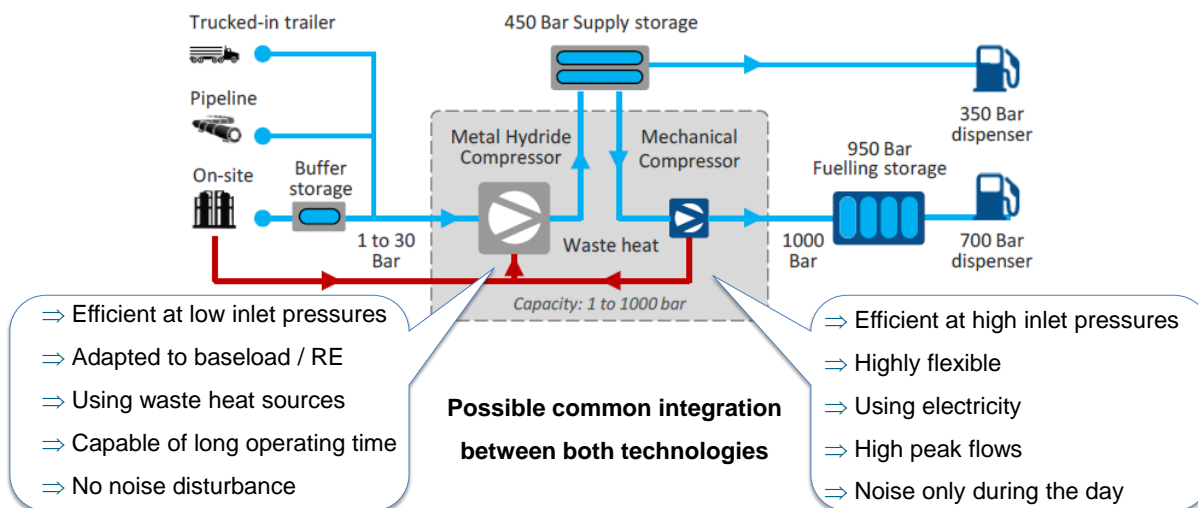 Trucked-in trailer
450 Bar Supply storage
Pipeline
350 Bar
dispenser
Metal Hydride
Compressor
Mechanical
Compressor
950 Bar
Fuelling storage
On-site
Buffer
storage
1 to 30
Bar
Waste heat
1000
Bar
700 Bar
dispenser
Capacity: 1 to 1000 bar
⇒ Efficient at low inlet pressures
⇒ Adapted to baseload / RE
⇒ Using waste heat sources
⇒ Capable of long operating time
⇒ No noise disturbance
Possible common integration
between both technologies
⇒ Efficient at high inlet pressures
⇒ Highly flexible
⇒ Using electricity
⇒ High peak flows
⇒ Noise only during the day